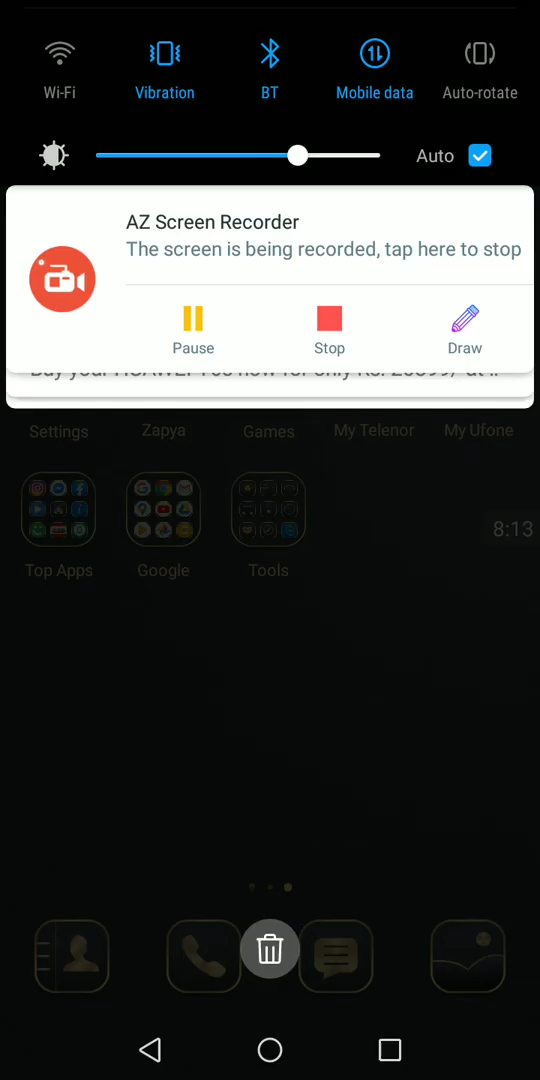 Wi-Fi Vibration BT Mobile data Auto-rotate
Auto
AZ Screen Recorder
The screen is being recorded, tap here to stop
Pause Stop Draw
Settings Zapya Games My Telenor My Ufone
8:13
Top Apps Google Tools